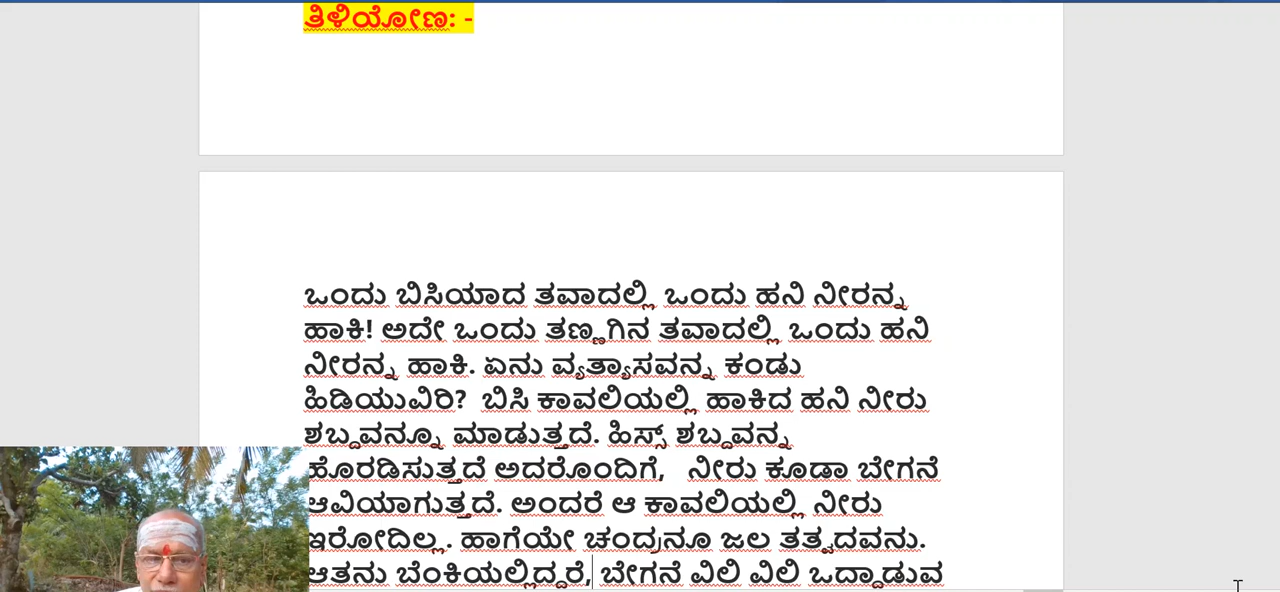 ತಿಳಿಯೋಣ: -
ಒಂದು ಬಿಸಿಯಾದ ತವಾದಲ್ಲಿ ಒಂದು ಹನಿ ನೀರನ್ನ
ಹಾಕಿ! ಅದೇ ಒಂದು ತಣ್ಣಗಿನ ತವಾದಲ್ಲಿ ಒಂದು ಹನಿ
ನೀರನ್ನ ಹಾಕಿ. ಏನು ವ್ಯತ್ಯಾಸವನ್ನ ಕಂಡು
ಹಿಡಿಯುವಿರಿ? ಬಿಸಿ ಕಾವಲಿಯಲ್ಲಿ ಹಾಕಿದ ಹನಿ ನೀರು
ಶಬ್ದವನ್ನೂ ಮಾಡುತ್ತದೆ. ಹಿಸ್ಸ್ ಶಬ್ದವನ್ನ
ಹೊರಡಿಸುತ್ತದೆ ಅದರೊಂದಿಗೆ, ನೀರು ಕೂಡಾ ಬೇಗನೆ
ಆವಿಯಾಗುತ್ತದೆ. ಅಂದರೆ ಆ ಕಾವಲಿಯಲ್ಲಿ ನೀರು
ಇರೋದಿಲ್ಲ. ಹಾಗೆಯೇ ಚಂದ್ರನೂ ಜಲ ತತ್ವದವನು.
ಆತನು ಬೆಂಕಿಯಲ್ಲಿದ್ದರೆ, ಬೇಗನೆ ವಿಲಿ ವಿಲಿ ಒದ್ದಾಡುವ